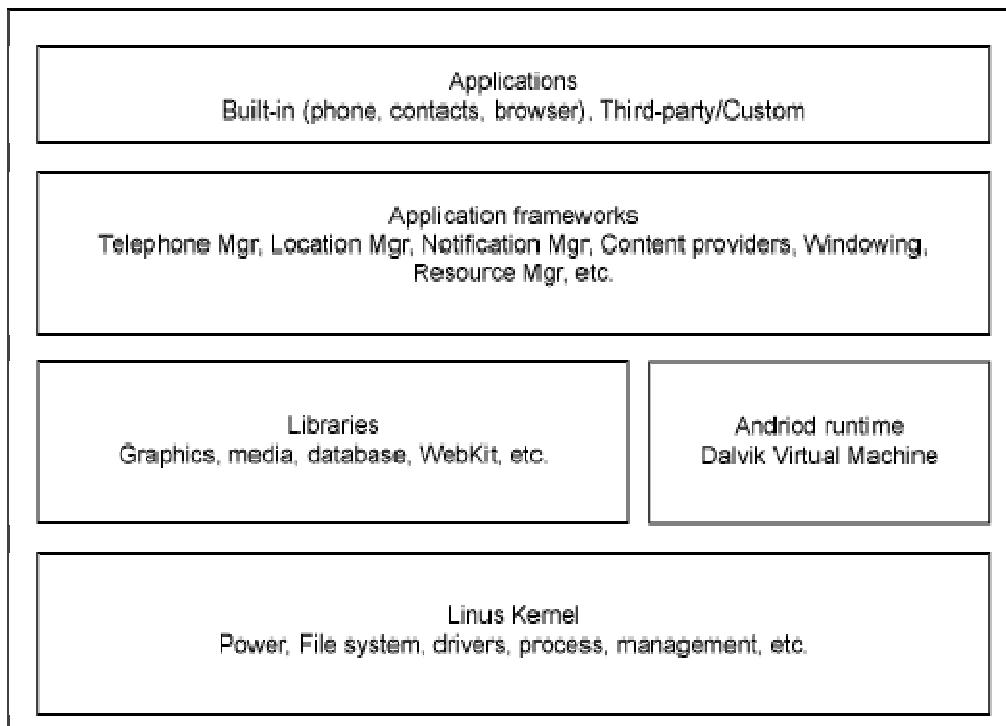 Applications
Built-in (phone, contacts, browser), Third-party/Custom
Application frameworks
Telephone Mgr, Location Mgr, Notification Mgr, Content providers, Windowing,
Resource Mgr, etc.
Libraries
Graphics, media, database, WebKit, etc.
Andriod runtime
Dalvik Virtual Machine
Linus Kernel
Power, File system, drivers, process, management, etc.